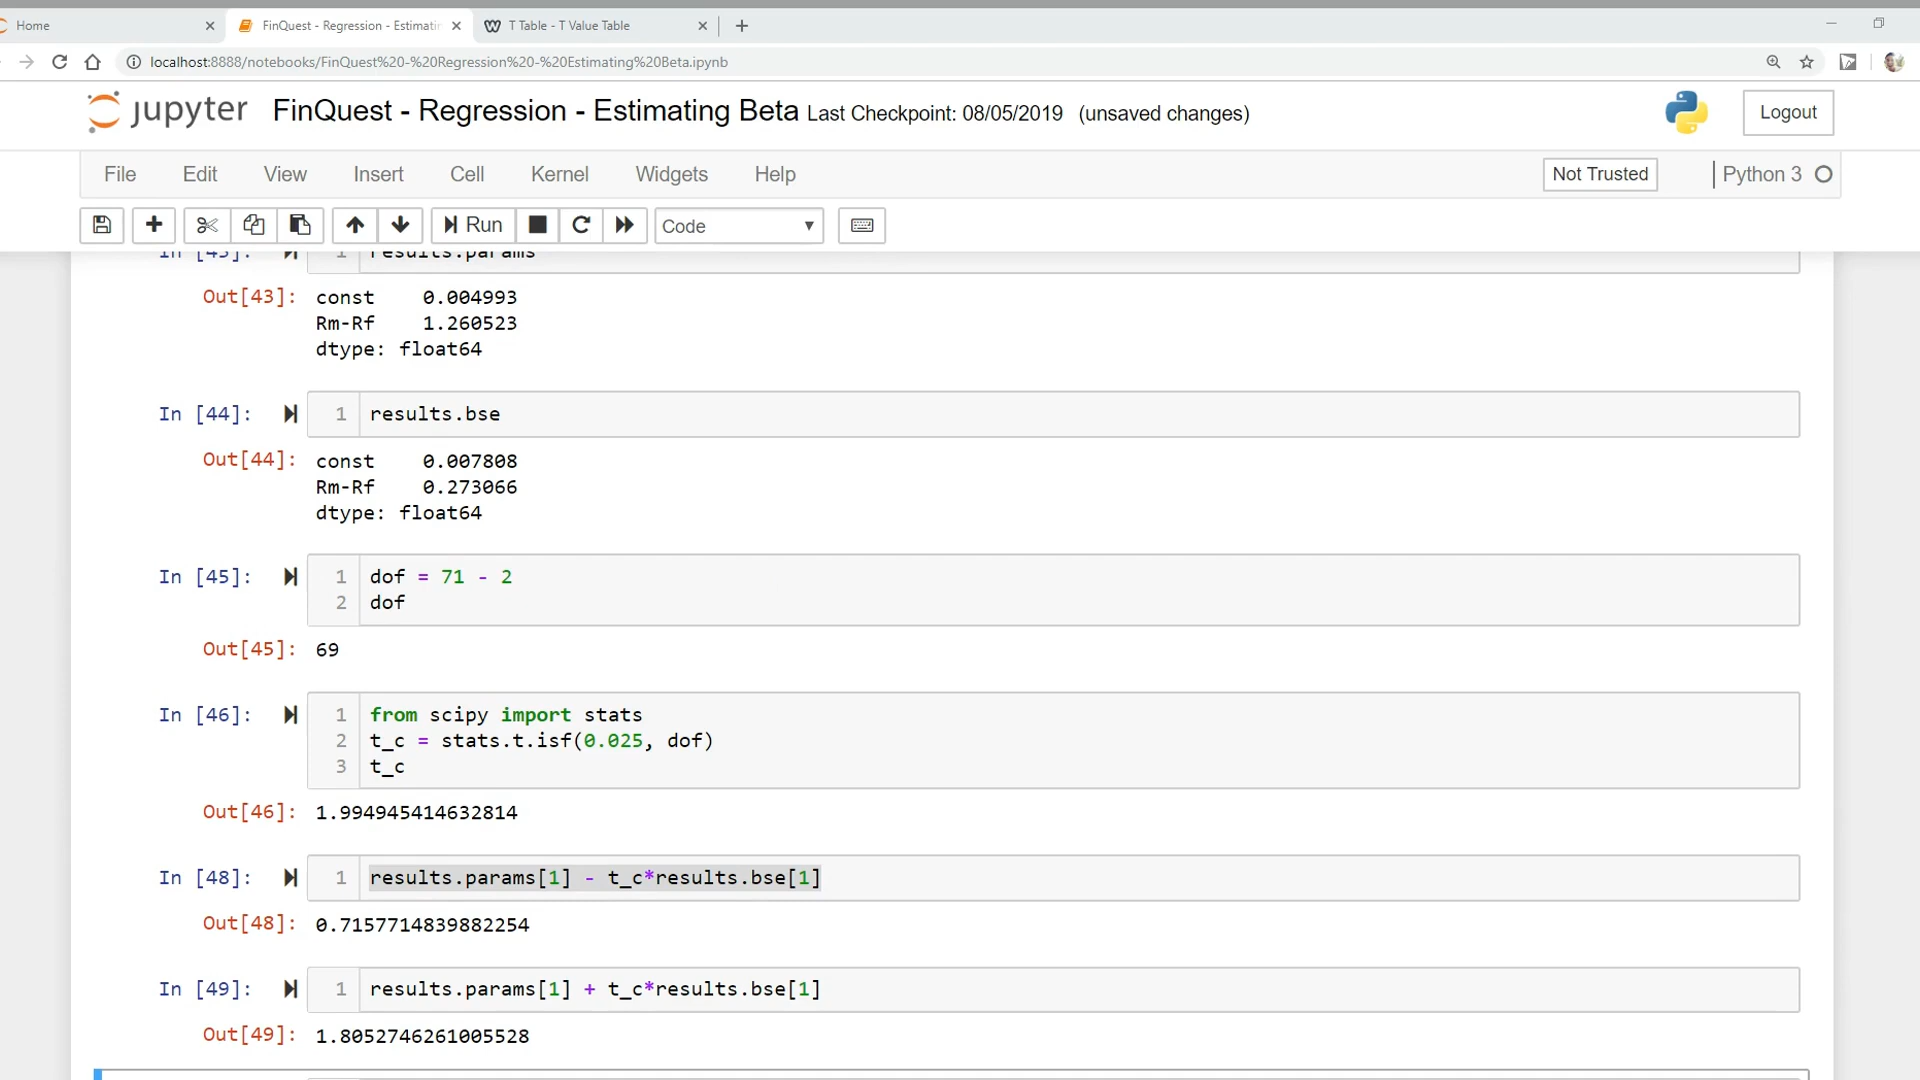 Home
FinQuest - Regression - Estimatin
T Table - T Value Table
localhost:8888/notebooks/FinQuest%20-%20Regression%20-%20Estimating%20Beta.ipynb
jupyter FinQuest - Regression - Estimating Beta Last Checkpoint: 08/05/2019 (unsaved changes)
Logout
File Edit View Insert Cell Kernel Widgets Help
Not Trusted
Python 3
Run
Code
1 results.params
Out[43]: const 0.004993
Rm-Rf 1.260523
dtype: float64
In [44]: 1 results.bse
Out[44]: const 0.007808
Rm-Rf 0.273066
dtype: float64
In [45]: 1 dof = 71 - 2
2 dof
Out[45]: 69
In [46]: 1 from scipy import stats
2 t_c = stats.t.isf(0.025, dof)
3 t_c
Out[46]: 1.994945414632814
In [48]: 1 results.params[1] - t_c*results.bse[1]
Out[48]: 0.7157714839882254
In [49]: 1 results.params[1] + t_c*results.bse[1]
Out[49]: 1.8052746261005528